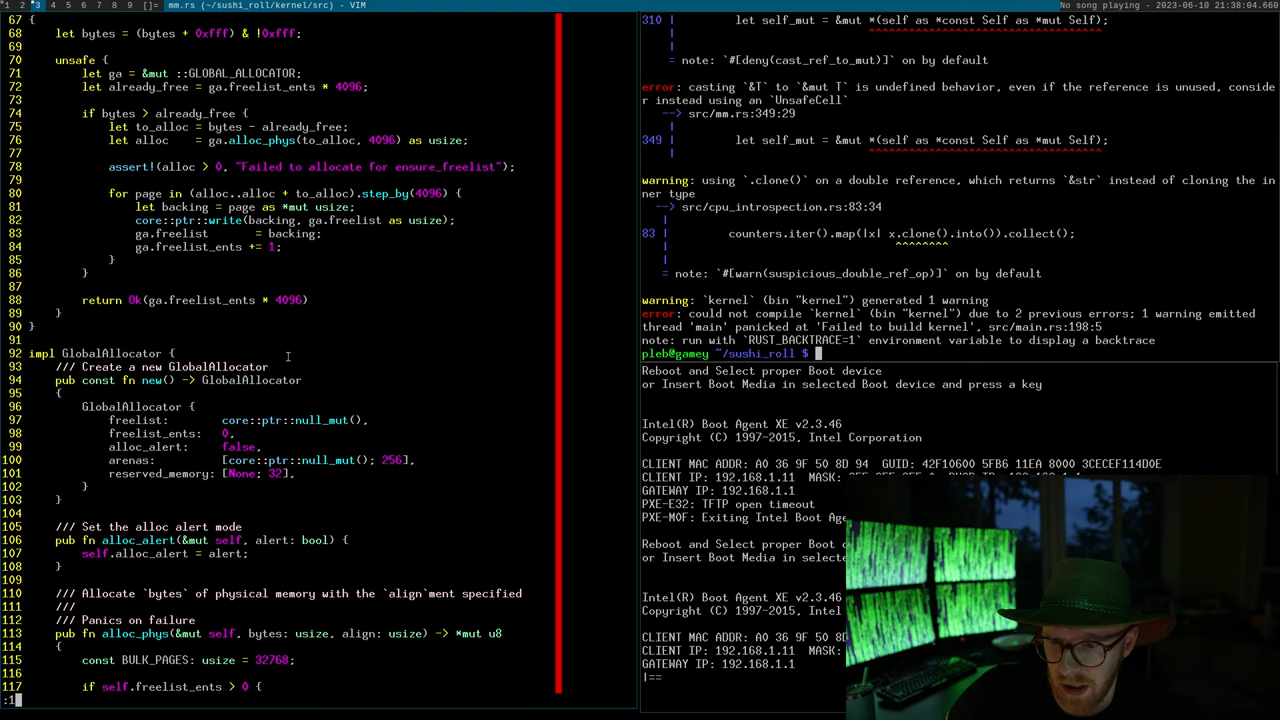 1 2 3 4 5 6 7 8 9 []= mm.rs (~/sushi_roll/kernel/src) - VIM
No song playing - 2023-06-10 21:38:04.660
67 {
68     let bytes = (bytes + 0xfff) & !0xfff;
69
70     unsafe {
71         let ga = &mut ::GLOBAL_ALLOCATOR;
72         let already_free = ga.freelist_ents * 4096;
73
74         if bytes > already_free {
75             let to_alloc = bytes - already_free;
76             let alloc    = ga.alloc_phys(to_alloc, 4096) as usize;
77
78             assert!(alloc > 0, "Failed to allocate for ensure_freelist");
79
80             for page in (alloc..alloc + to_alloc).step_by(4096) {
81                 let backing = page as *mut usize;
82                 core::ptr::write(backing, ga.freelist as usize);
83                 ga.freelist      = backing;
84                 ga.freelist_ents += 1;
85             }
86         }
87
88         return Ok(ga.freelist_ents * 4096)
89     }
90 }
91
92 impl GlobalAllocator {
93     /// Create a new GlobalAllocator
94     pub const fn new() -> GlobalAllocator
95     {
96         GlobalAllocator {
97             freelist:        core::ptr::null_mut(),
98             freelist_ents:   0,
99             alloc_alert:     false,
100             arenas:          [core::ptr::null_mut(); 256],
101             reserved_memory: [None; 32],
102         }
103     }
104
105     /// Set the alloc alert mode
106     pub fn alloc_alert(&mut self, alert: bool) {
107         self.alloc_alert = alert;
108     }
109
110     /// Allocate `bytes` of physical memory with the `align`ment specified
111     ///
112     /// Panics on failure
113     pub fn alloc_phys(&mut self, bytes: usize, align: usize) -> *mut u8
114     {
115         const BULK_PAGES: usize = 32768;
116
117         if self.freelist_ents > 0 {
:1
310 |         let self_mut = &mut *(self as *const Self as *mut Self);
|                             ^^^^^^^^^^^^^^^^^^^^^^^^^^^^^^^^^^^
|
= note: `#[deny(cast_ref_to_mut)]` on by default

error: casting `&T` to `&mut T` is undefined behavior, even if the reference is unused, conside
r instead using an `UnsafeCell`
--> src/mm.rs:349:29
|
349 |         let self_mut = &mut *(self as *const Self as *mut Self);
|                             ^^^^^^^^^^^^^^^^^^^^^^^^^^^^^^^^^^^

warning: using `.clone()` on a double reference, which returns `&str` instead of cloning the in
ner type
--> src/cpu_introspection.rs:83:34
|
83 |         counters.iter().map(|x| x.clone().into()).collect();
|                                  ^^^^^^^^
|
= note: `#[warn(suspicious_double_ref_op)]` on by default

warning: `kernel` (bin "kernel") generated 1 warning
error: could not compile `kernel` (bin "kernel") due to 2 previous errors; 1 warning emitted
thread 'main' panicked at 'Failed to build kernel', src/main.rs:198:5
note: run with `RUST_BACKTRACE=1` environment variable to display a backtrace
pleb@gamey ~/sushi_roll $
Reboot and Select proper Boot device
or Insert Boot Media in selected Boot device and press a key

Intel(R) Boot Agent XE v2.3.46
Copyright (C) 1997-2015, Intel Corporation

CLIENT MAC ADDR: A0 36 9F 50 8D 94  GUID: 42F10600 5FB6 11EA 8000 3CECEF114D0E
CLIENT IP: 192.168.1.11  MASK:
GATEWAY IP: 192.168.1.1
PXE-E32: TFTP open timeout
PXE-M0F: Exiting Intel Boot Age

Reboot and Select proper Boot
or Insert Boot Media in selected

Intel(R) Boot Agent XE v2.3.46
Copyright (C) 1997-2015, Intel

CLIENT MAC ADDR: A0 36 9F 50 8D
CLIENT IP: 192.168.1.11  MASK:
GATEWAY IP: 192.168.1.1
|==